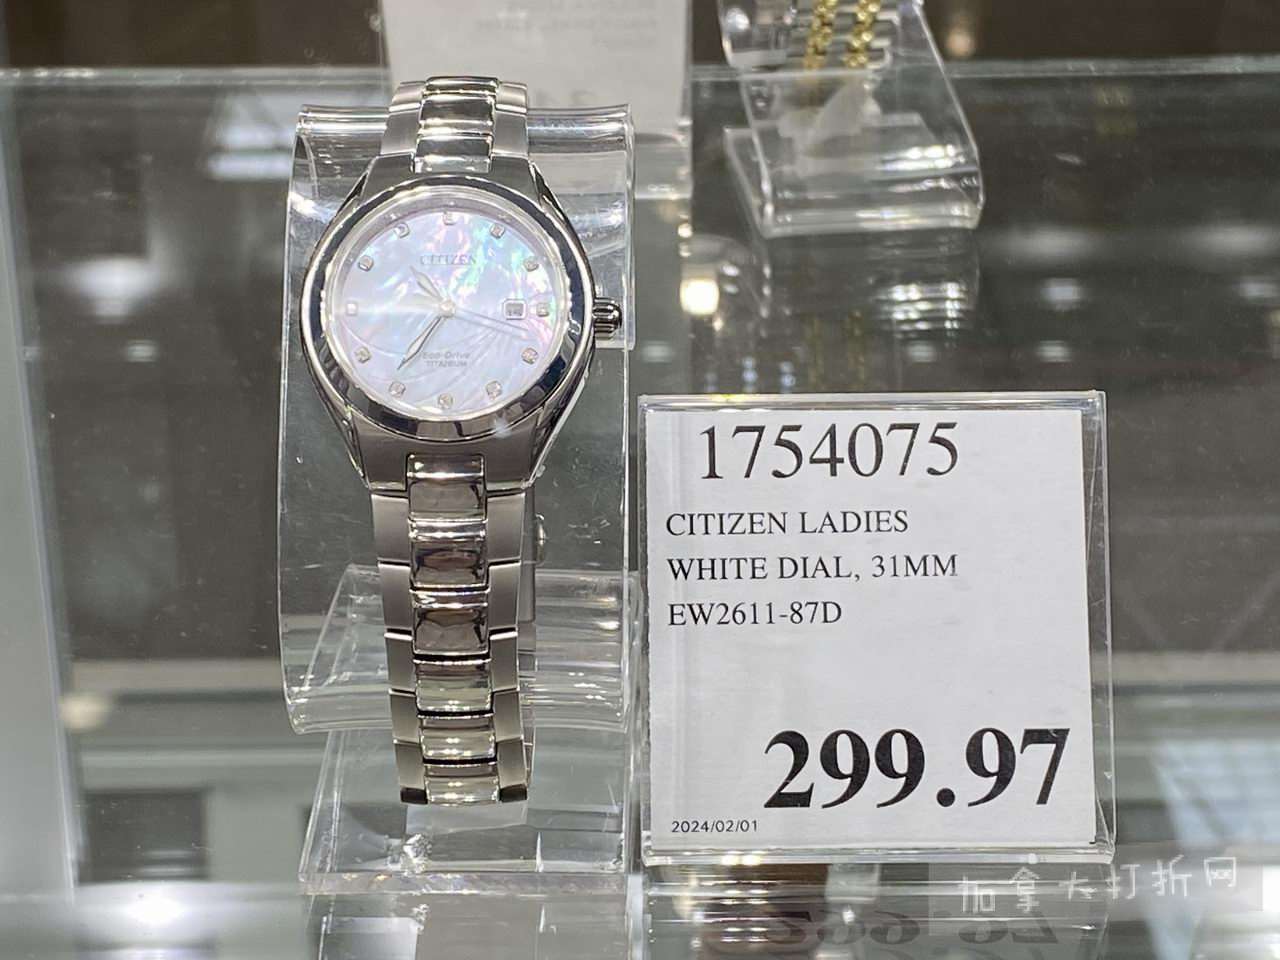 CITIZEN
Eco-Drive
TITANIUM
1754075
CITIZEN LADIES
WHITE DIAL, 31MM
EW2611-87D
299.97
2024/02/01
加拿大打折网